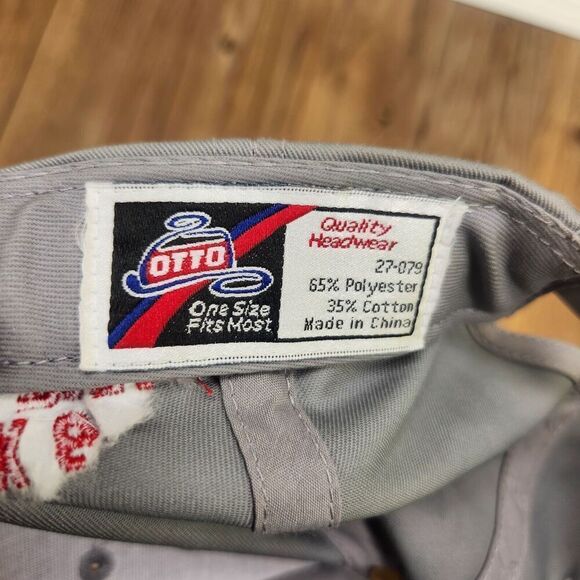 OTTO
One Size
Fits Most
Quality
Headwear
27-079
65% Polyester
35% Cotton
Made in China